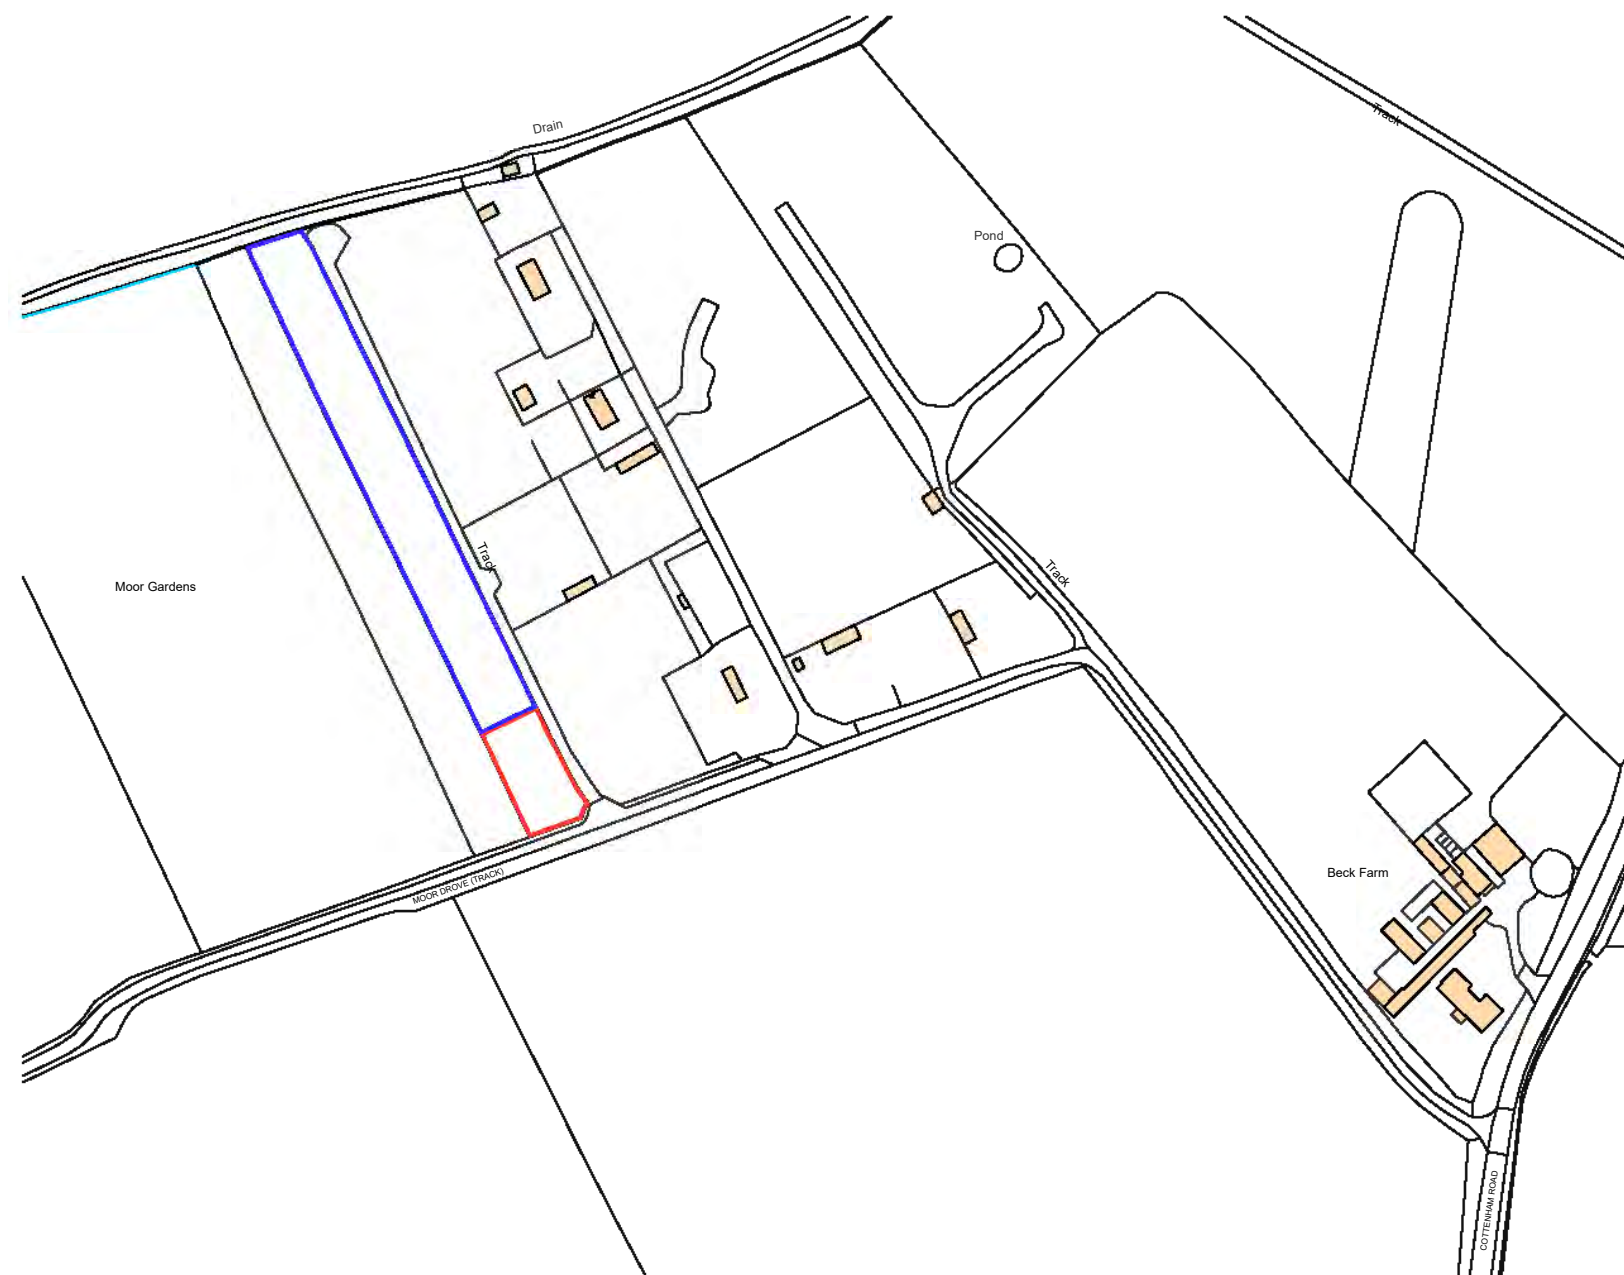 Track
Drain
Pond
Track
Track
Moor Gardens
Beck Farm
MOOR DROVE (TRACK)
COTTENHAM ROAD